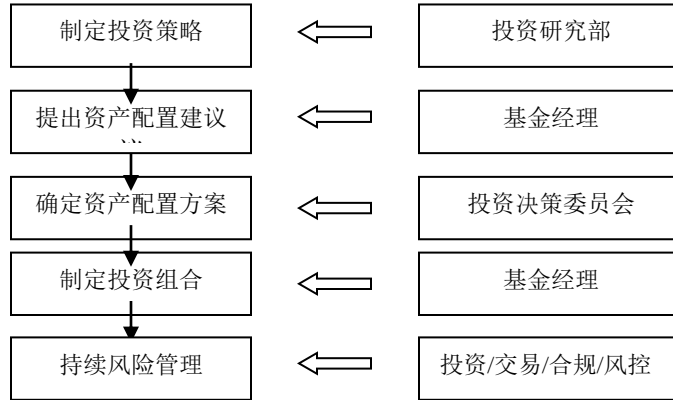 制定投资策略
投资研究部
提出资产配置建议
基金经理
确定资产配置方案
投资决策委员会
制定投资组合
基金经理
持续风险管理
投资/交易/合规/风控